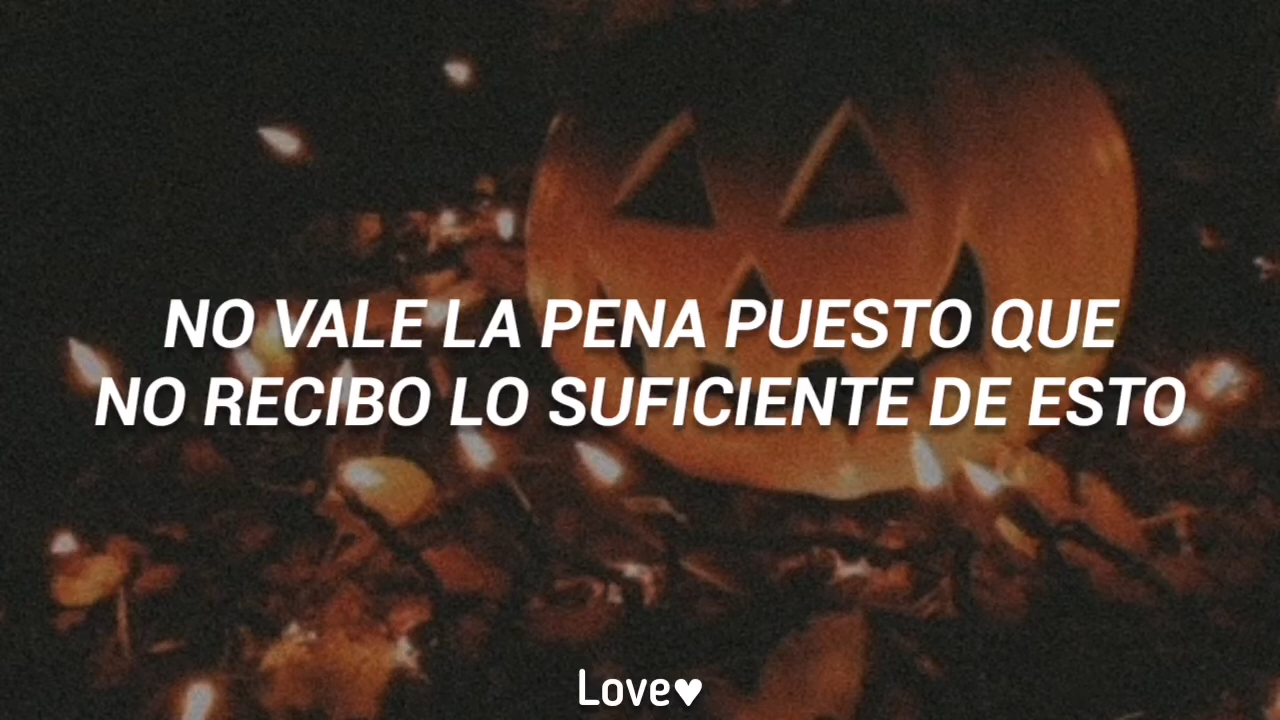 NO VALE LA PENA PUESTO QUE
NO RECIBO LO SUFICIENTE DE ESTO
Love♥